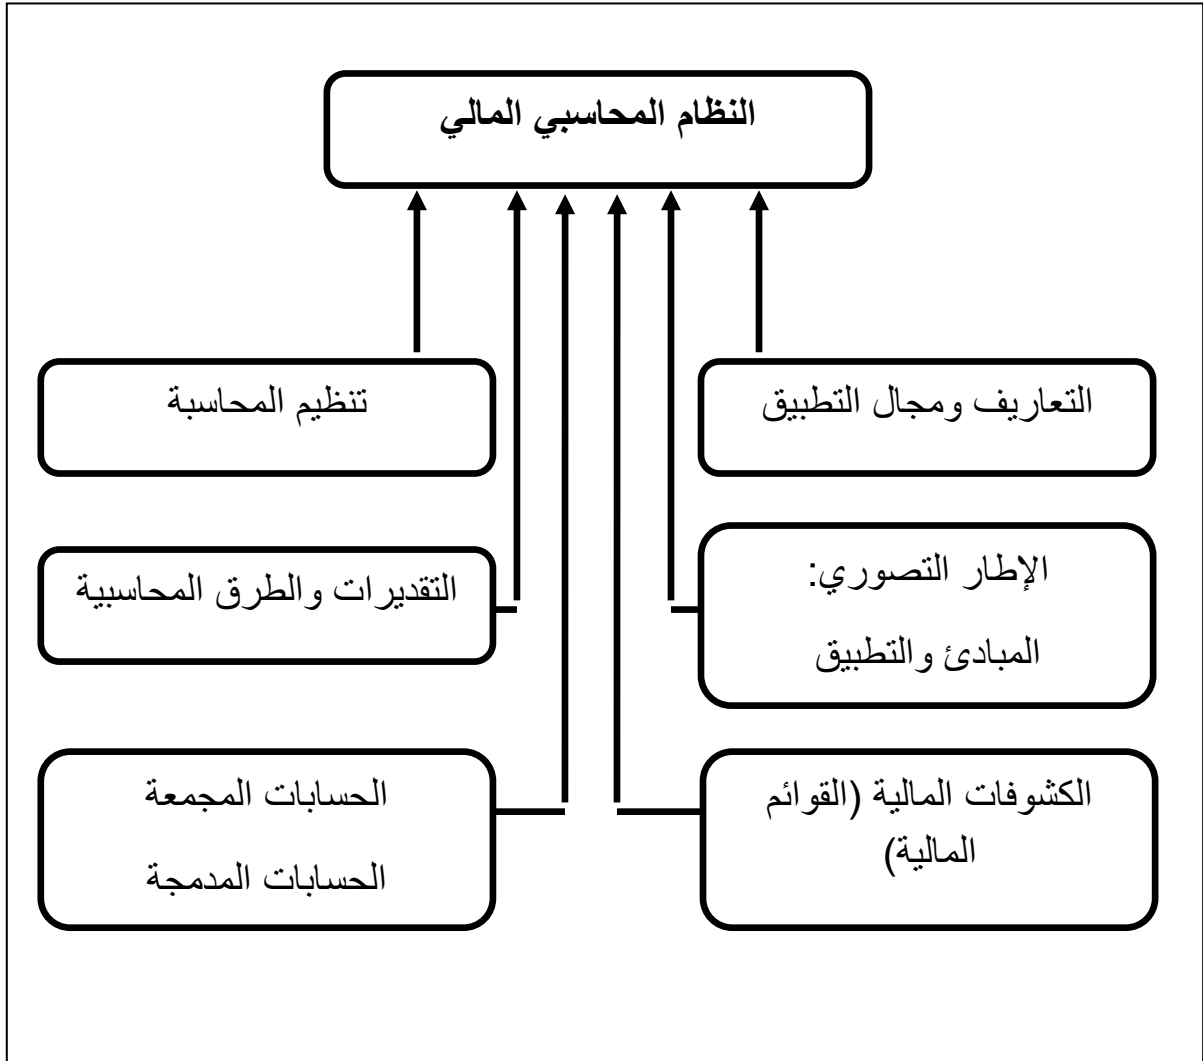 النظام المحاسبي المالي
التعاريف ومجال التطبيق
تنظيم المحاسبة
الإطار التصوري:
المبادئ والتطبيق
التقديرات والطرق المحاسبية
الكشوفات المالية (القوائم
المالية)
الحسابات المجمعة
الحسابات المدمجة